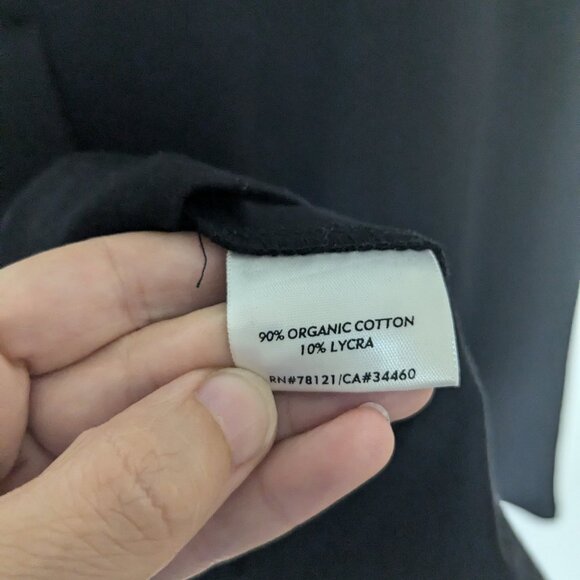 90% ORGANIC COTTON
10% LYCRA
RN#78121/CA#34460